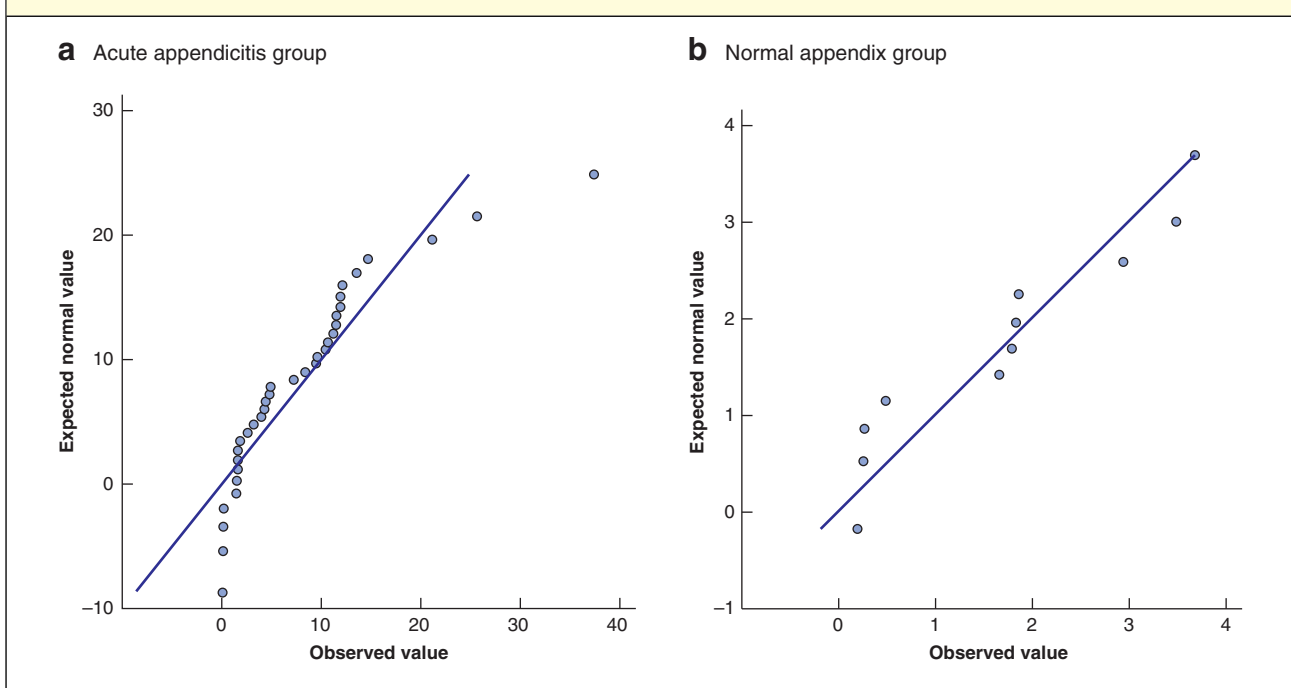 a Acute appendicitis group
30
20
10
0
–10
Expected normal value
0 10 20 30 40
Observed value
b Normal appendix group
4
3
2
1
0
–1
Expected normal value
0 1 2 3 4
Observed value